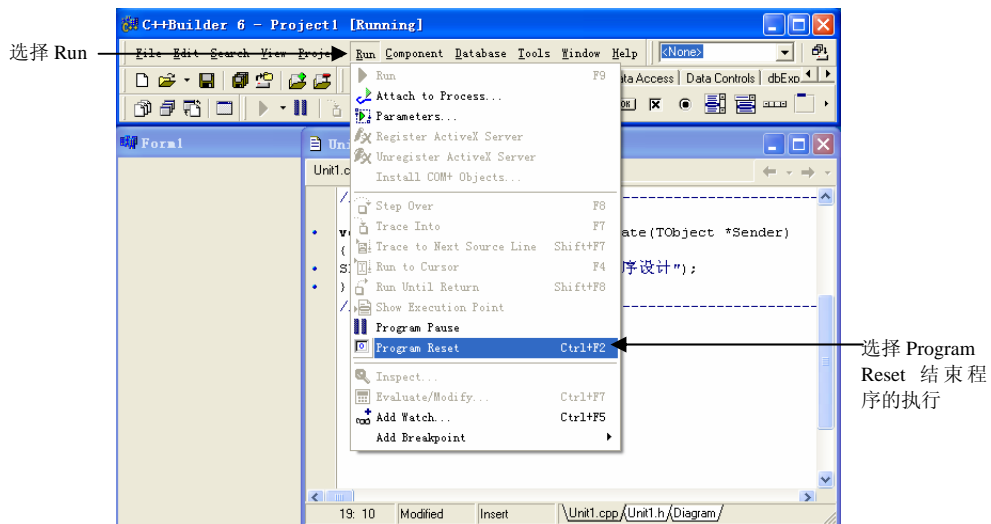 C++Builder 6 - Project1 [Running]
选择 Run
File Edit Search View Run Component Database Tools Window Help <None>
Run F9
Data Controls
Attach to Process...
Parameters...
Register ActiveX Server
Form1
Unregister ActiveX Server
Install COM+ Objects...
Step Over F8
Trace Into F7
ate(TObject *Sender)
{
Trace to Next Source Line Shift+F7
Run to Cursor F4
序设计");
Run Until Return Shift+F8
}
Show Execution Point
Program Pause
Program Reset Ctrl+F2
选择 Program
Reset 结束程
序的执行
Inspect...
Evaluate/Modify... Ctrl+F7
Add Watch... Ctrl+F5
Add Breakpoint
19: 10 Modified Insert \Unit1.cpp/Unit1.h/Diagram/